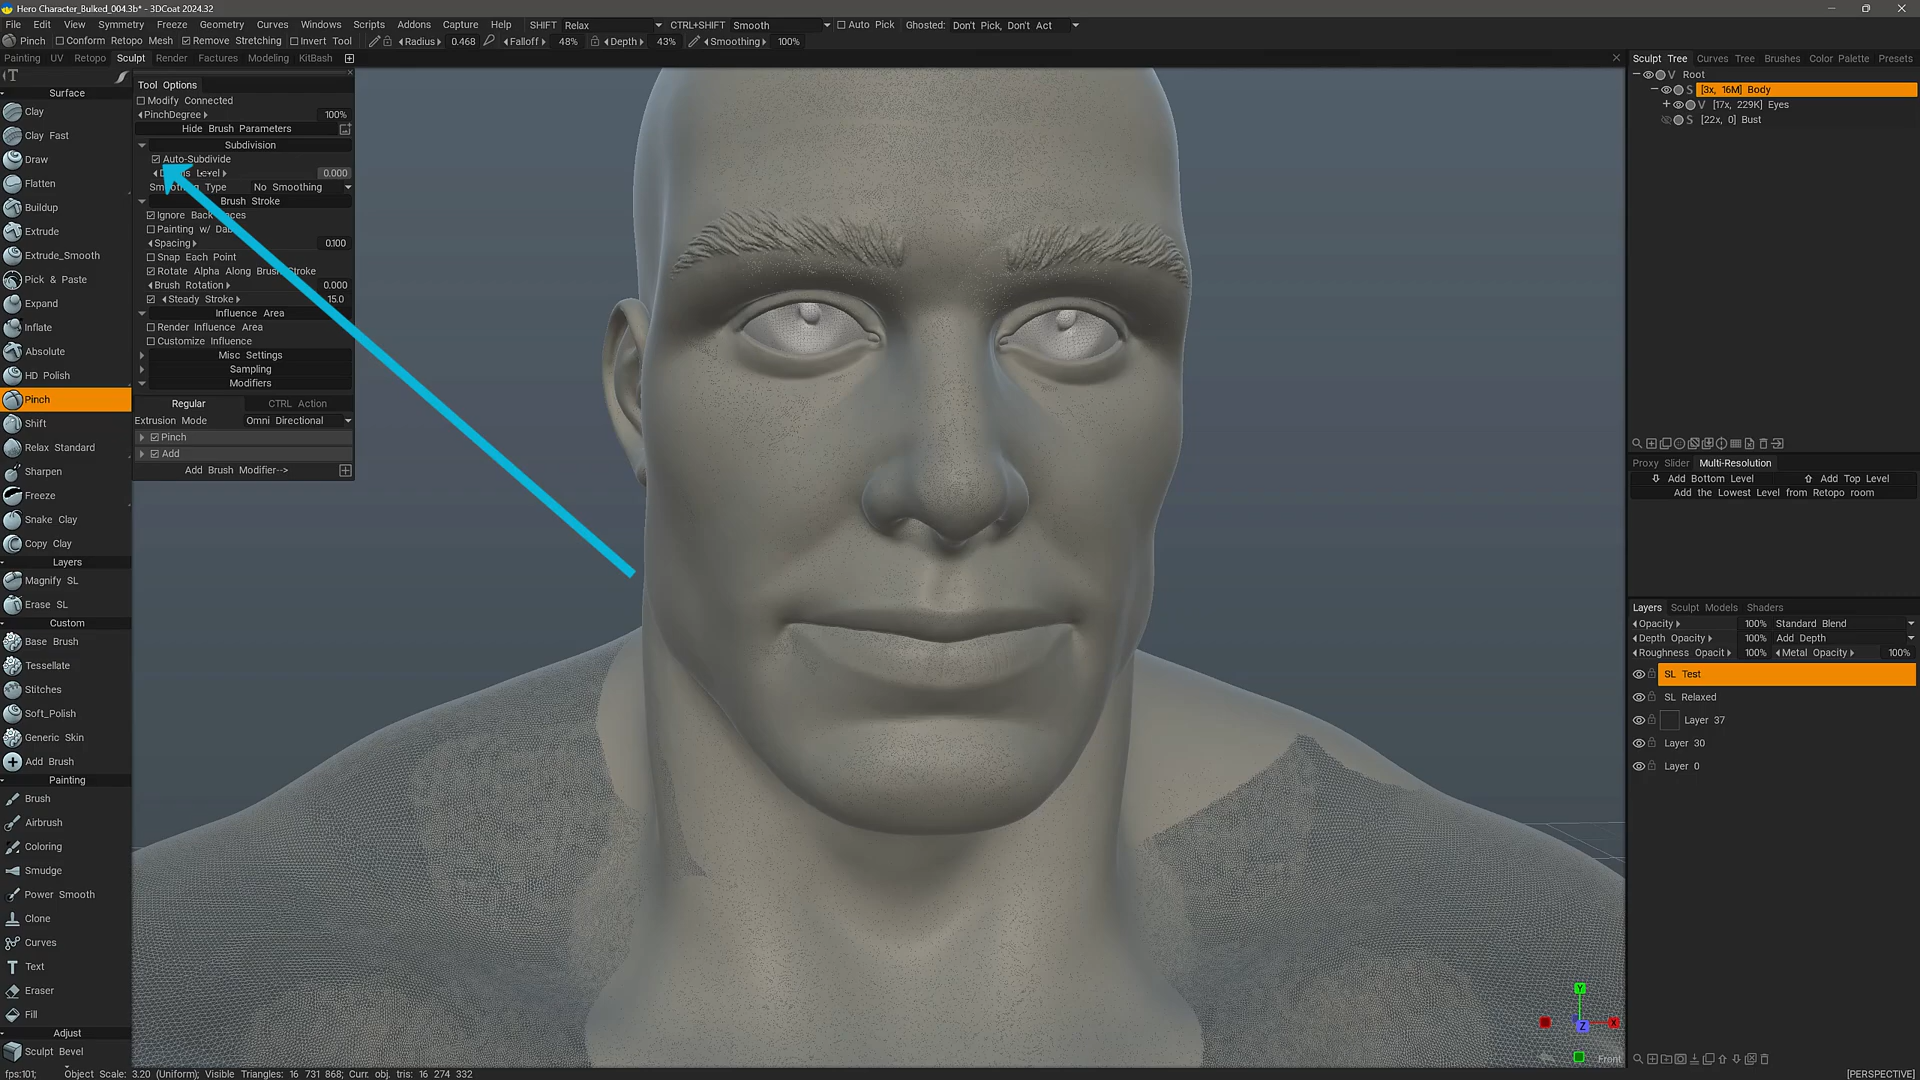 Hero Character_Bulked_004.3b* - 3DCoat 2024.32
File Edit View Symmetry Freeze Geometry Curves Windows Scripts Addons Capture Help SHIFT Relax CTRL+SHIFT Smooth Auto Pick Ghosted: Don't Pick, Don't Act
Pinch Conform Retopo Mesh Remove Stretching Invert Tool Radius 0.468 Falloff 48% Depth 43% Smoothing 100%
Painting UV Retopo Sculpt Render Factures Modeling KitBash
Surface
Clay
Clay Fast
Draw
Flatten
Buildup
Extrude
Extrude_Smooth
Pick & Paste
Expand
Inflate
Absolute
HD Polish
Pinch
Shift
Relax Standard
Sharpen
Freeze
Snake Clay
Copy Clay
Layers
Magnify SL
Erase SL
Custom
Base Brush
Tessellate
Stitches
Soft_Polish
Generic Skin
Add Brush
Painting
Brush
Airbrush
Coloring
Smudge
Power Smooth
Clone
Curves
Text
Eraser
Fill
Adjust
Sculpt Bevel
Tool Options
Modify Connected
PinchDegree 100%
Hide Brush Parameters
Subdivision
Auto-Subdivide
Level 0.000
Type No Smoothing
Brush Stroke
Ignore
Painting w/
Spacing 0.100
Snap Each Point
Rotate Alpha Along
Brush Rotation 0.000
Steady Stroke 15.0
Influence Area
Render Influence Area
Customize Influence
Misc Settings
Sampling
Modifiers
Regular CTRL Action
Extrusion Mode Omni Directional
Pinch
Add
Add Brush Modifier-->
Sculpt Tree Curves Tree Brushes Color Palette Presets
Root
V
S [3x, 16M] Body
V [17x, 229K] Eyes
S [22x, 0] Bust
Proxy Slider Multi-Resolution
Add Bottom Level Add Top Level
Add the Lowest Level from Retopo room
Layers Sculpt Models Shaders
Opacity 100% Standard Blend
Depth Opacity 100% Add Depth
Roughness Opacit 100% Metal Opacity 100%
SL Test
SL Relaxed
Layer 37
Layer 30
Layer 0
Y
Z
X
Front
fps:101; Object Scale: 3.20 (Uniform); Visible Triangles: 16 731 868; Curr. obj. tris: 16 274 332
[PERSPECTIVE]